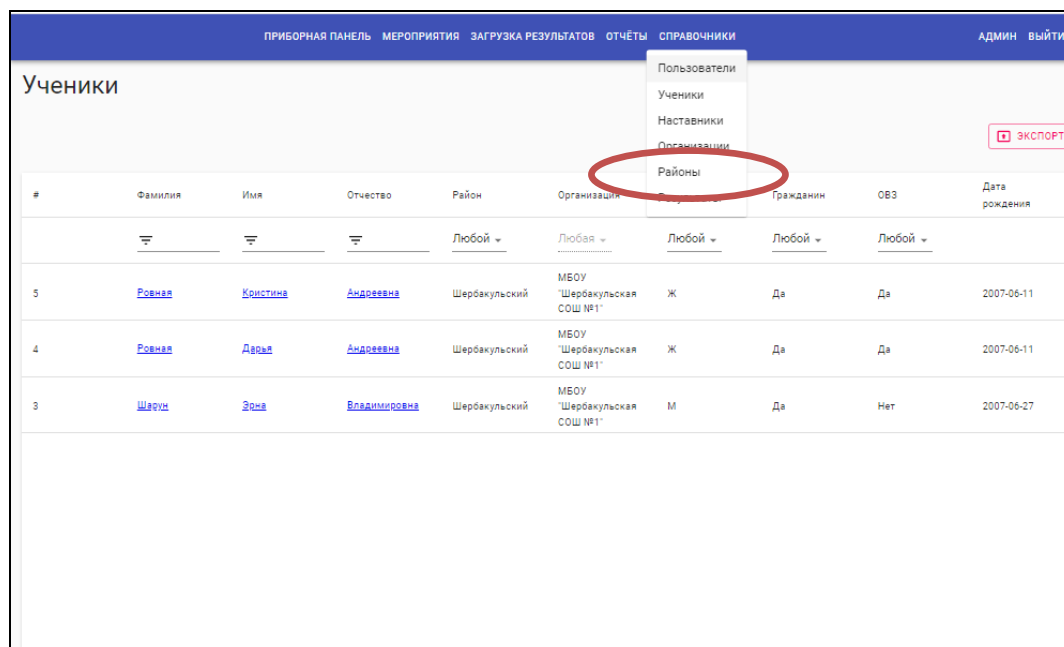 ПРИБОРНАЯ ПАНЕЛЬ МЕРОПРИЯТИЯ ЗАГРУЗКА РЕЗУЛЬТАТОВ ОТЧЁТЫ СПРАВОЧНИКИ АДМИН ВЫЙТИ
Ученики
Пользователи
Ученики
Наставники
Организации
Районы
ЭКСПОРТ
# Фамилия Имя Отчество Район Организация Гражданин ОВЗ Дата рождения
Любой Любая Любой Любой Любой
5 Ровная Кристина Андреевна Шербакульский МБОУ "Шербакульская СОШ №1" Ж Да Да 2007-06-11
4 Ровная Дарья Андреевна Шербакульский МБОУ "Шербакульская СОШ №1" Ж Да Да 2007-06-11
3 Шарун Эрна Владимировна Шербакульский МБОУ "Шербакульская СОШ №1" М Да Нет 2007-06-27